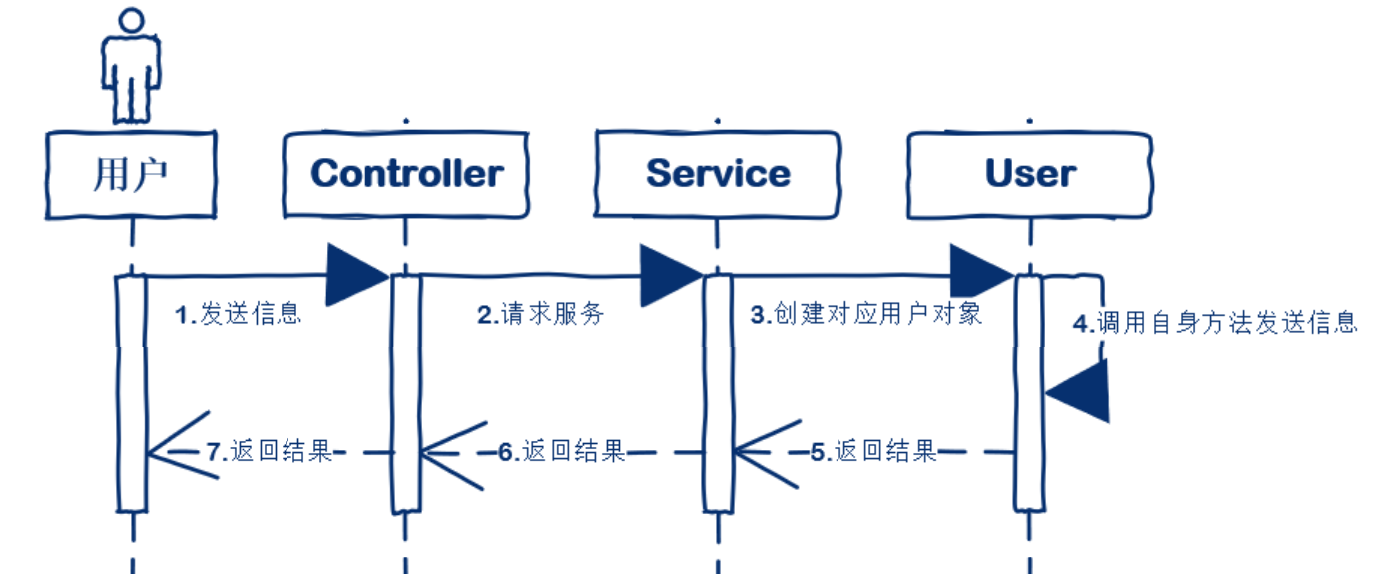 用户
Controller
Service
User
1.发送信息
2.请求服务
3.创建对应用户对象
4.调用自身方法发送信息
7.返回结果
6.返回结果
5.返回结果